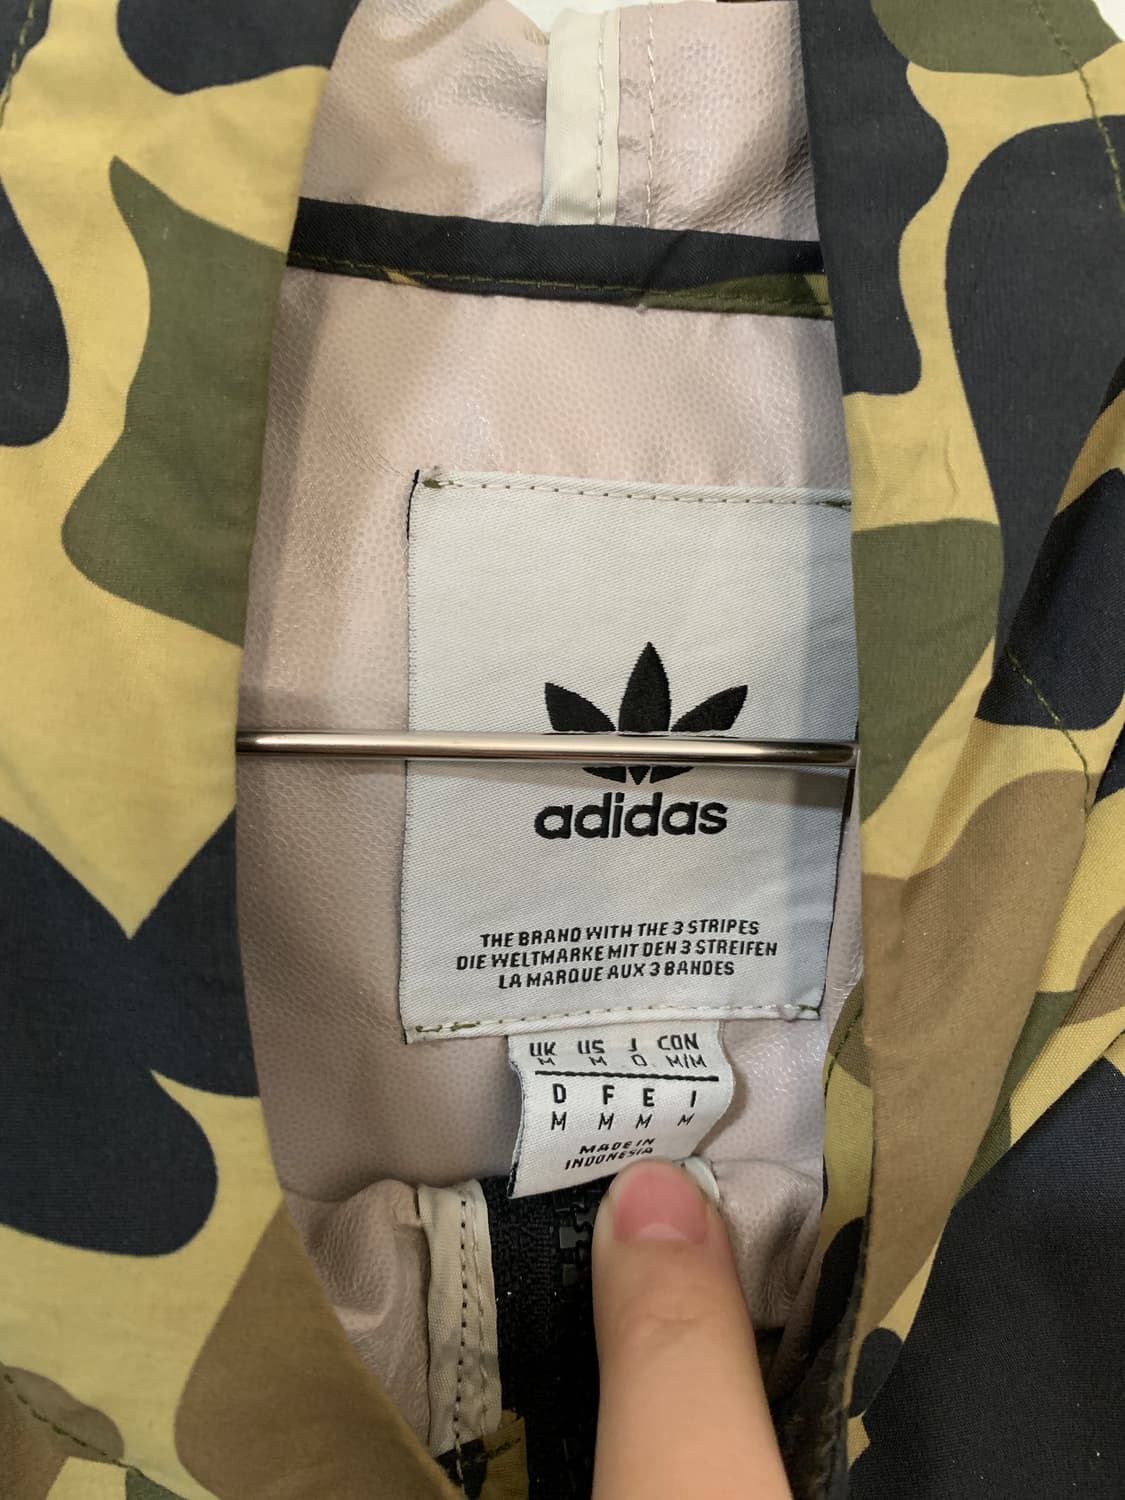 adidas
THE BRAND WITH THE 3 STRIPES
DIE WELTMARKE MIT DEN 3 STREIFEN
LA MARQUE AUX 3 BANDES
UK US J CDN
M M O M/M
D F E I
M M M M
MADE IN
INDONESIA